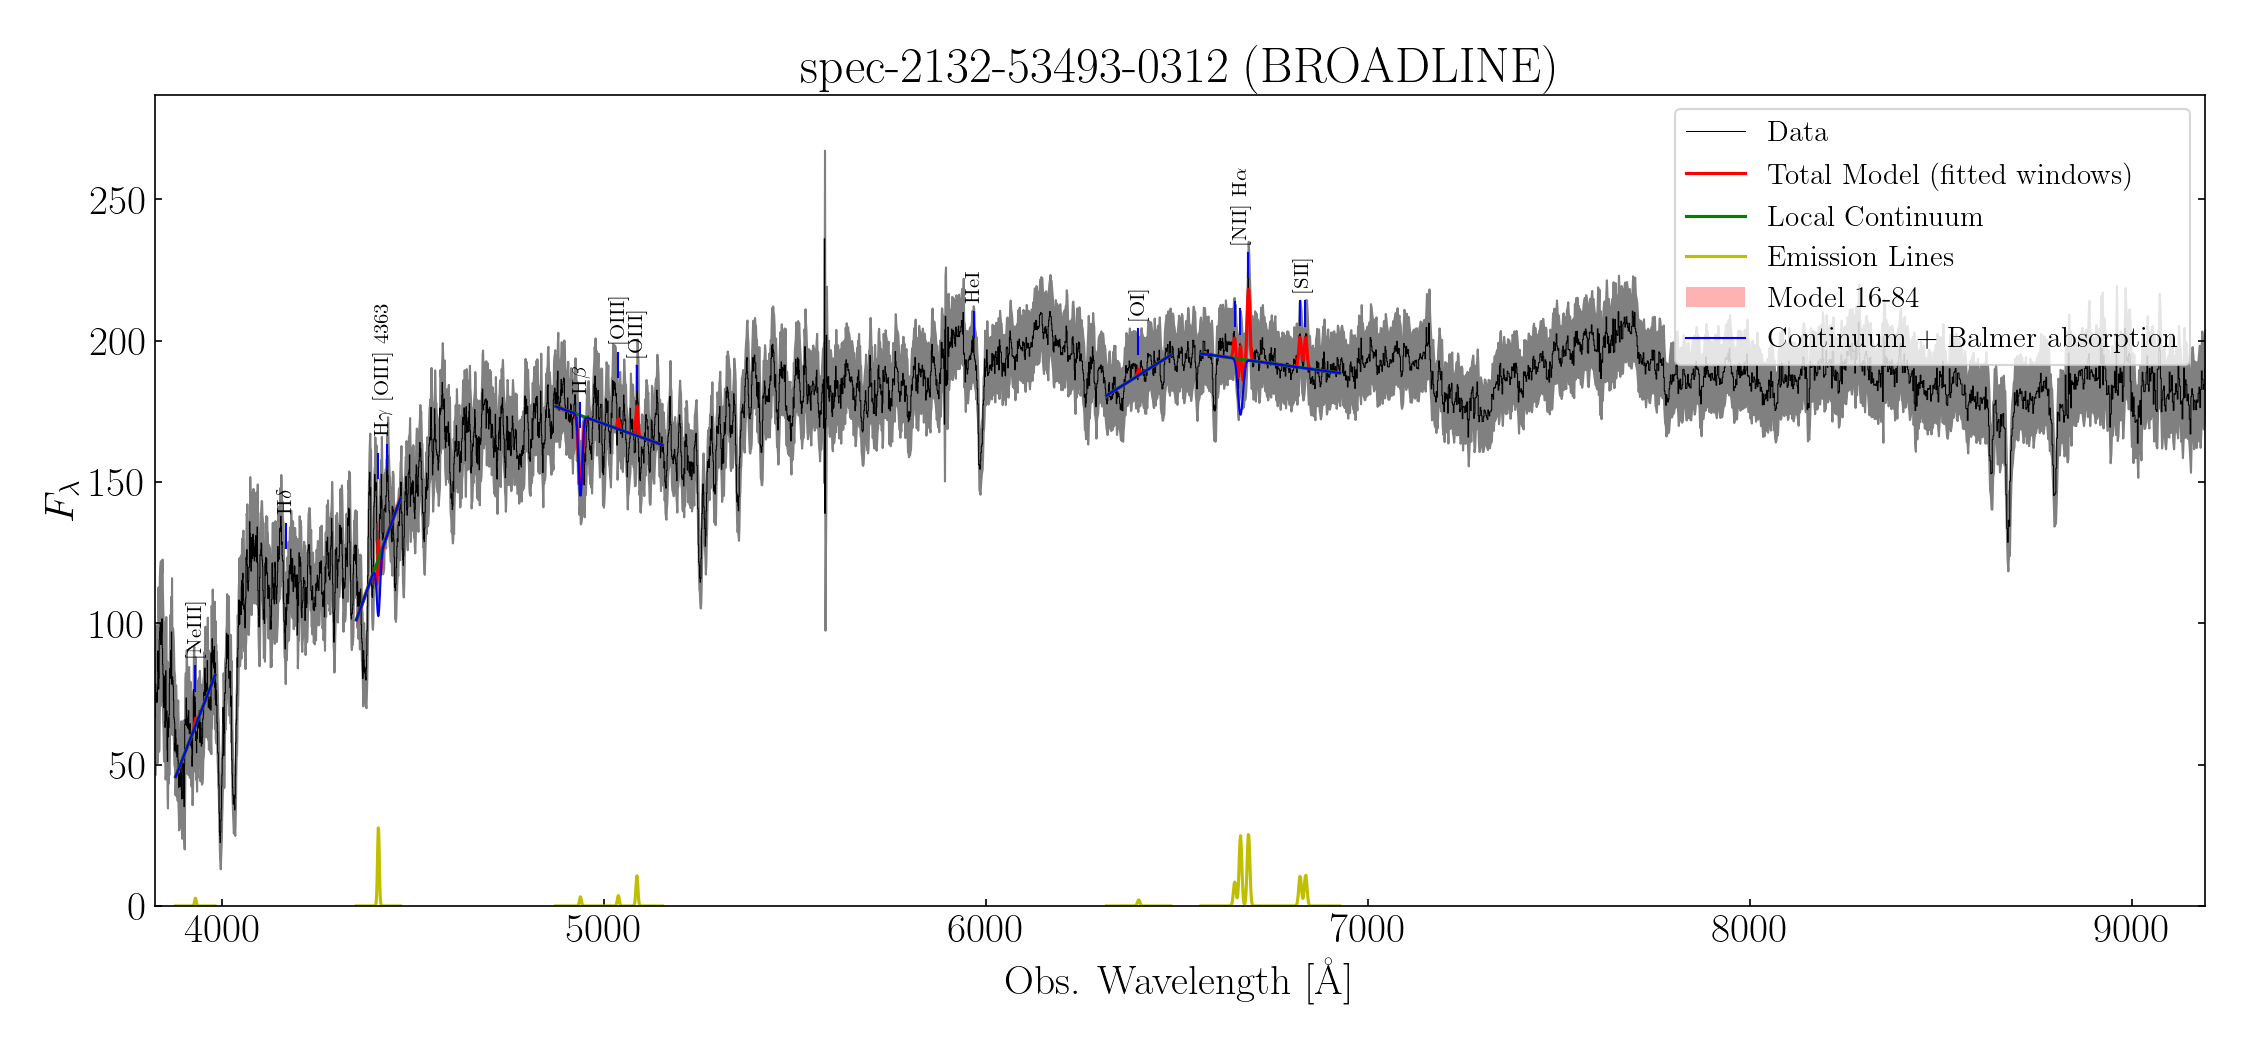 spec-2132-53493-0312 (BROADLINE)
Data
Total Model (fitted windows)
Local Continuum
Emission Lines
Model 16-84
Continuum + Balmer absorption
[NeIII]
Hδ
Hγ [OIII] 4363
Hβ
[OIII]
[OIII]
HeI
[OI]
[NII] Hα
[SII]
Fλ
250
200
150
100
50
0
4000
5000
6000
7000
8000
9000
Obs. Wavelength [Å]